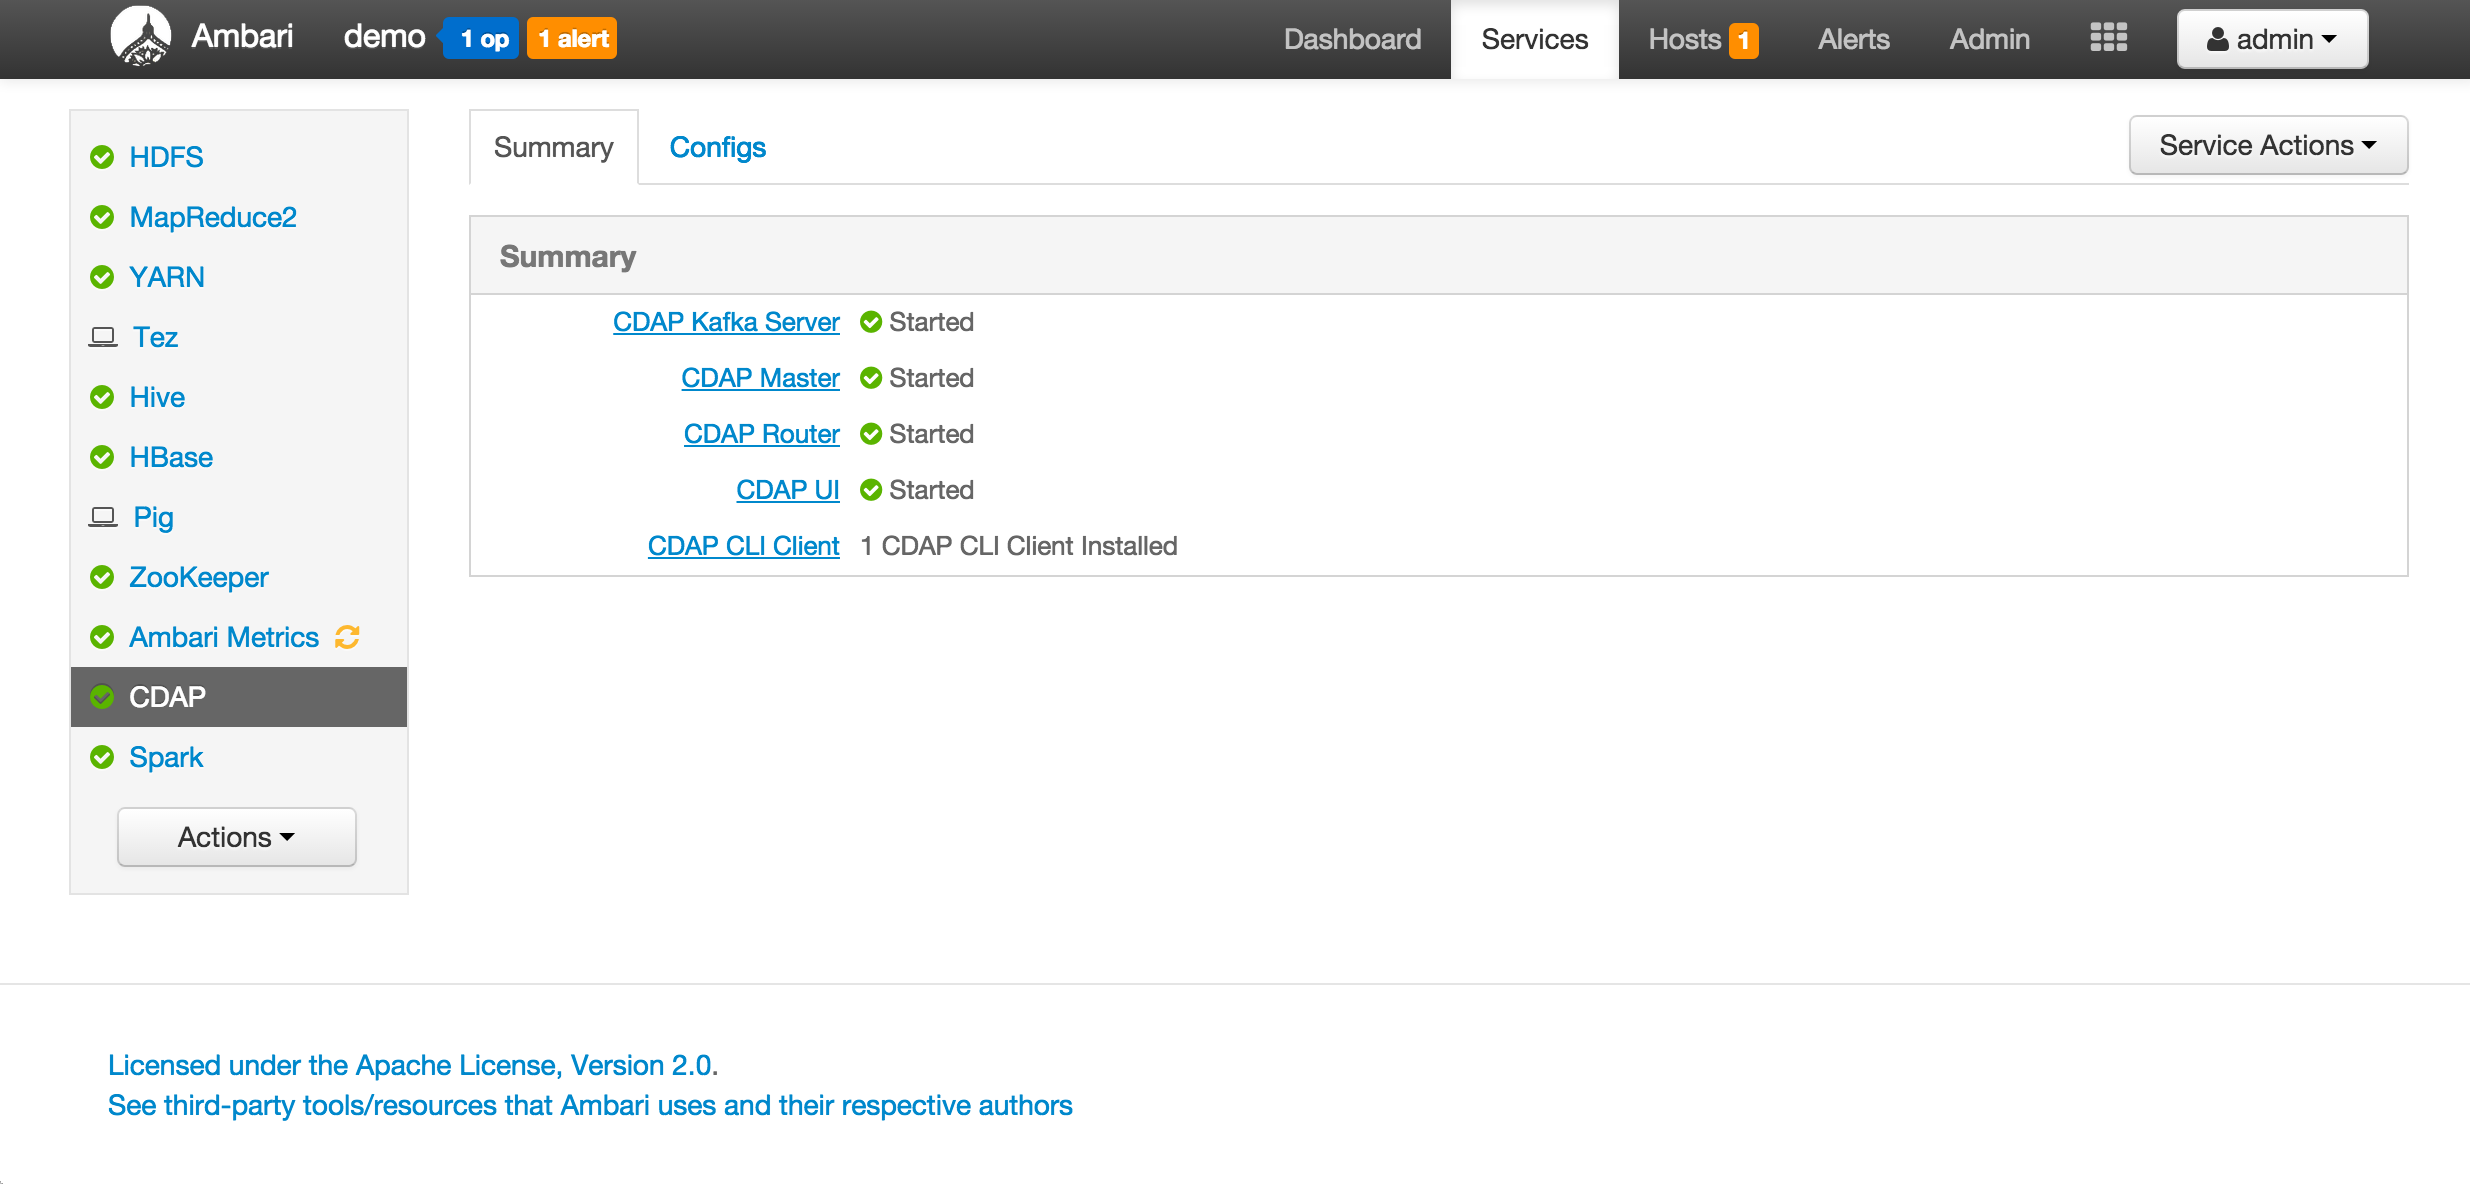 Ambari demo 1 op 1 alert Dashboard Services Hosts 1 Alerts Admin admin
HDFS
MapReduce2
YARN
Tez
Hive
HBase
Pig
ZooKeeper
Ambari Metrics
CDAP
Spark
Actions
Summary Configs Service Actions
Summary
CDAP Kafka Server Started
CDAP Master Started
CDAP Router Started
CDAP UI Started
CDAP CLI Client 1 CDAP CLI Client Installed
Licensed under the Apache License, Version 2.0.
See third-party tools/resources that Ambari uses and their respective authors